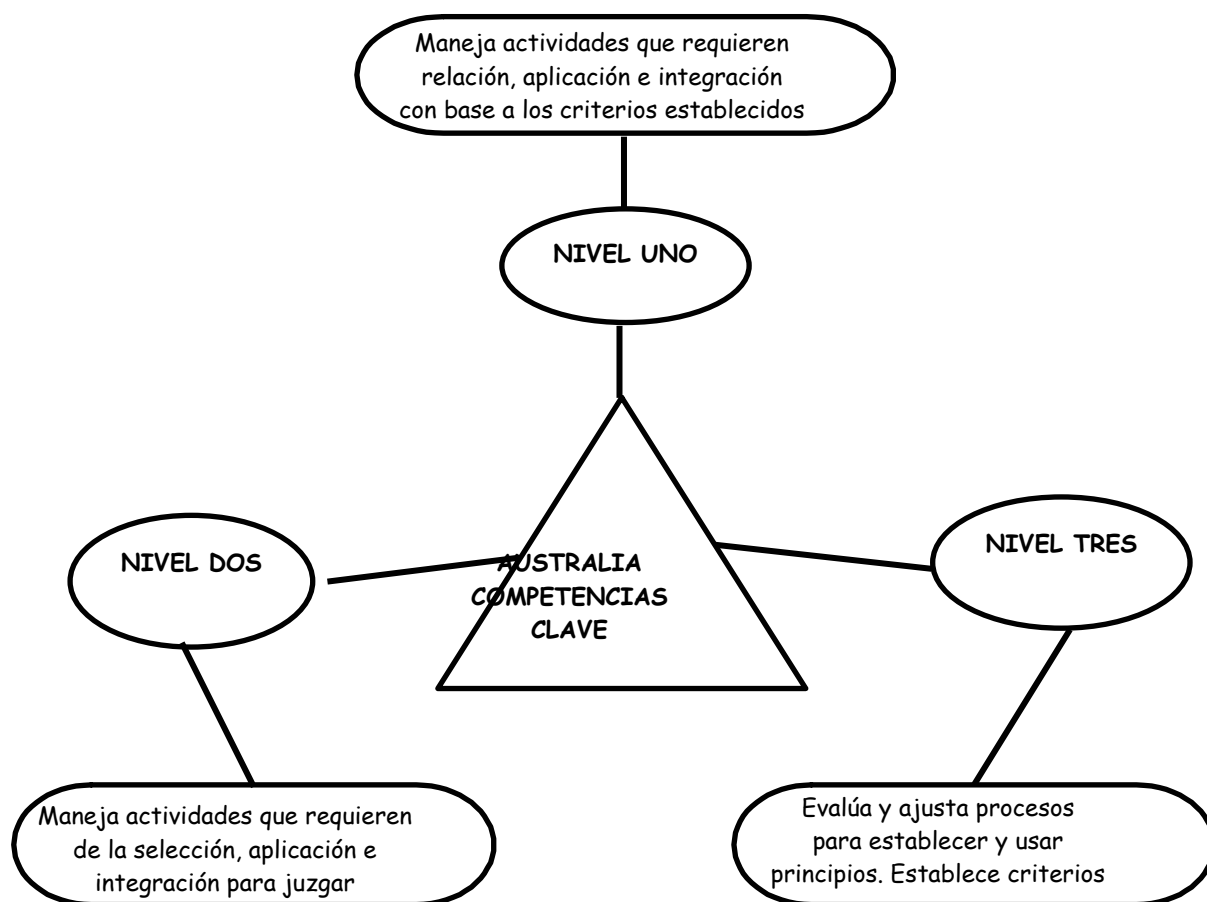 Maneja actividades que requieren
relación, aplicación e integración
con base a los criterios establecidos
NIVEL UNO
NIVEL DOS
AUSTRALIA
COMPETENCIAS
CLAVE
NIVEL TRES
Maneja actividades que requieren
de la selección, aplicación e
integración para juzgar
Evalúa y ajusta procesos
para establecer y usar
principios. Establece criterios